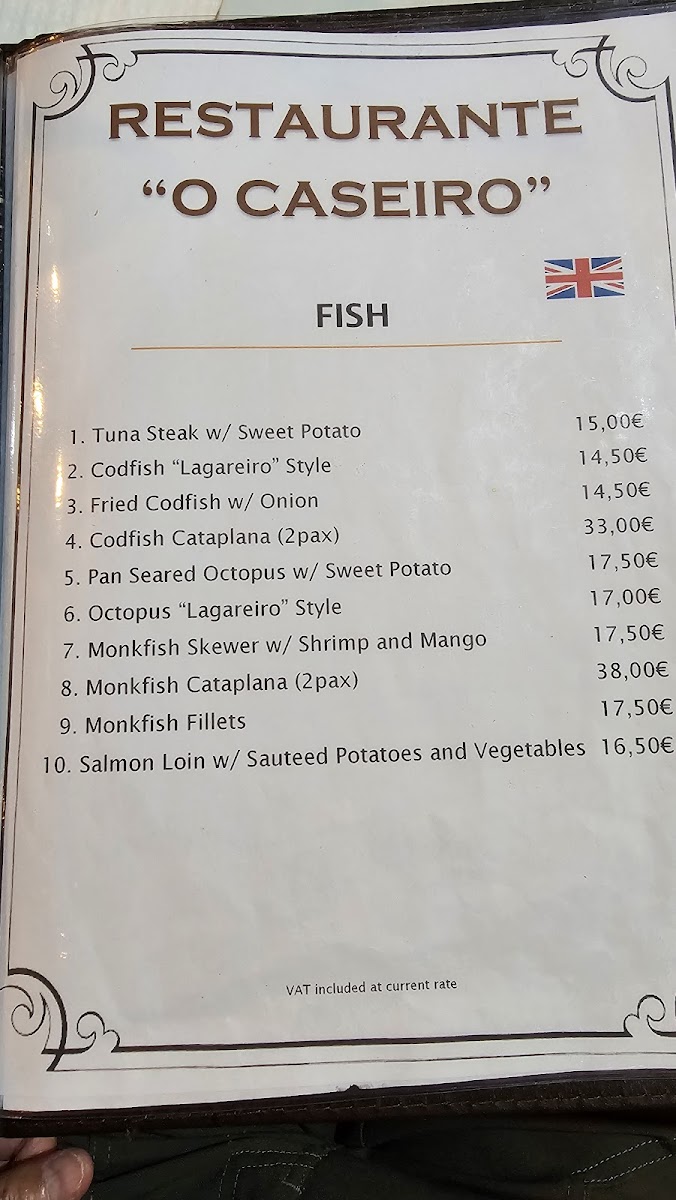 RESTAURANTE
“O CASEIRO”
FISH
1. Tuna Steak w/ Sweet Potato 15,00€
2. Codfish “Lagareiro” Style 14,50€
3. Fried Codfish w/ Onion 14,50€
4. Codfish Cataplana (2pax) 33,00€
5. Pan Seared Octopus w/ Sweet Potato 17,50€
6. Octopus “Lagareiro” Style 17,00€
7. Monkfish Skewer w/ Shrimp and Mango 17,50€
8. Monkfish Cataplana (2pax) 38,00€
9. Monkfish Fillets 17,50€
10. Salmon Loin w/ Sauteed Potatoes and Vegetables 16,50€
VAT included at current rate